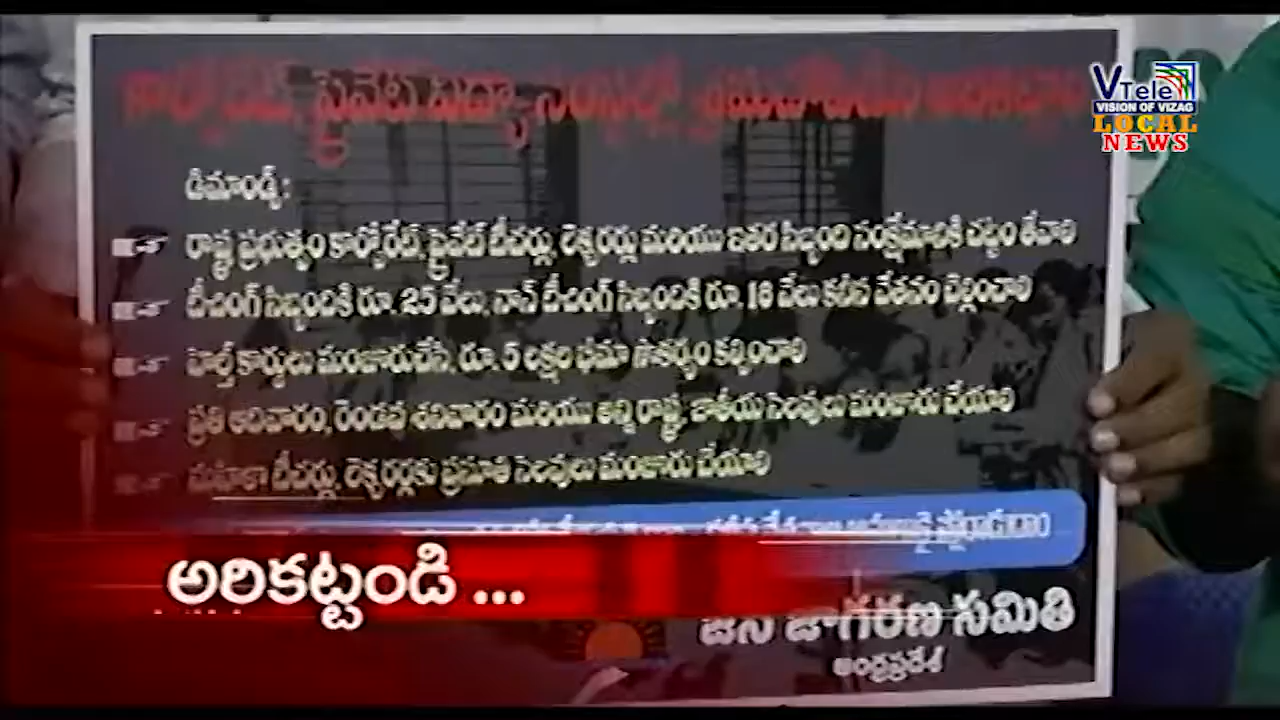 VTele
VISION OF VIZAG
LOCAL
NEWS
కార్పోరేట్, ప్రైవేట్ విద్యా సంస్థల్లో
డిమాండ్స్:
రాష్ట్ర ప్రభుత్వం కార్పోరేట్, ప్రైవేట్ టీచర్లు, లెక్చరర్లు మరియు ఇతర సిబ్బంది సంక్షేమానికి చట్టం తేవాలి
టీచింగ్ సిబ్బందికి రూ. 25 వేలు, నాన్ టీచింగ్ సిబ్బందికి రూ. 18 వేలు కనీస వేతనం చెల్లించాలి
హెల్త్ కార్డులు మంజూరుచేసి, రూ. 5 లక్షల భీమా సౌకర్యం కల్పించాలి
ప్రతి ఆదివారం, రెండవ శనివారం మరియు అన్ని రాష్ట్ర, జాతీయ సెలవులు మంజూరు చేయాలి
మహిళా టీచర్లు, లెక్చరర్లకు ప్రసూతి సెలవులు మంజూరు చేయాలి
అరికట్టండి ...
జన జాగరణ సమితి
ఆంధ్రప్రదేశ్